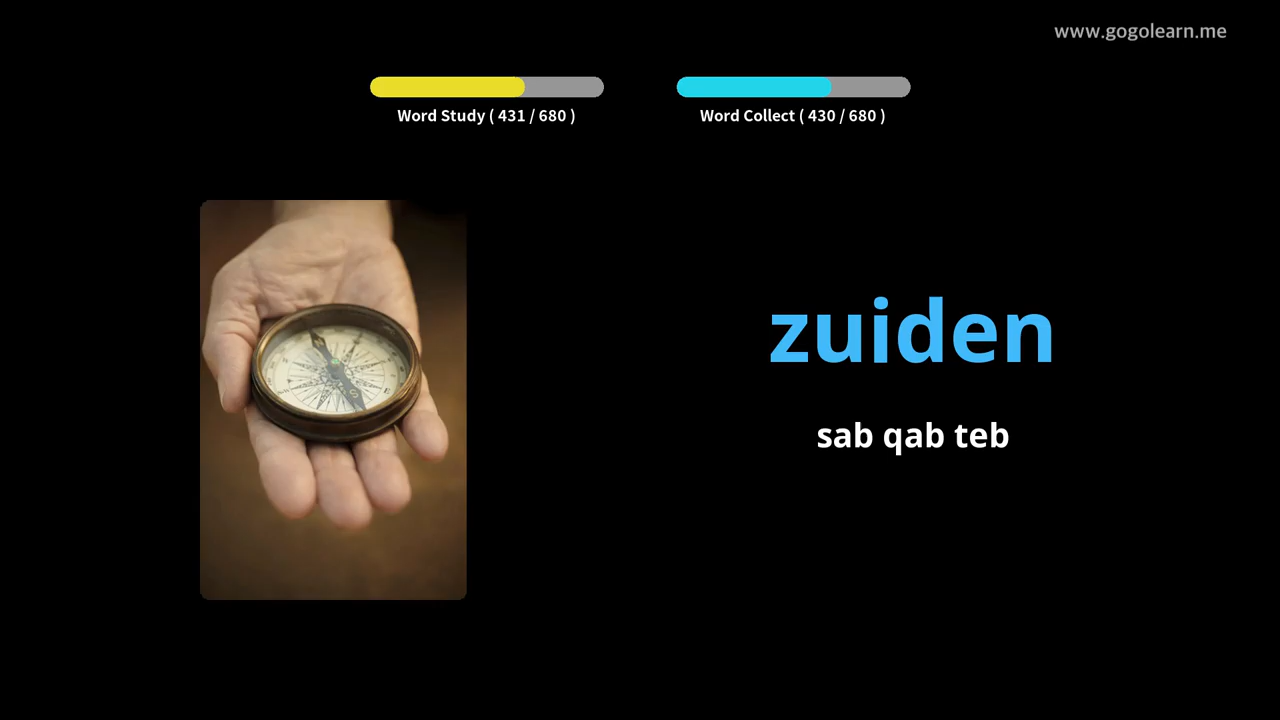 www.gogolearn.me
Word Study ( 431 / 680 )
Word Collect ( 430 / 680 )
zuiden
sab qab teb